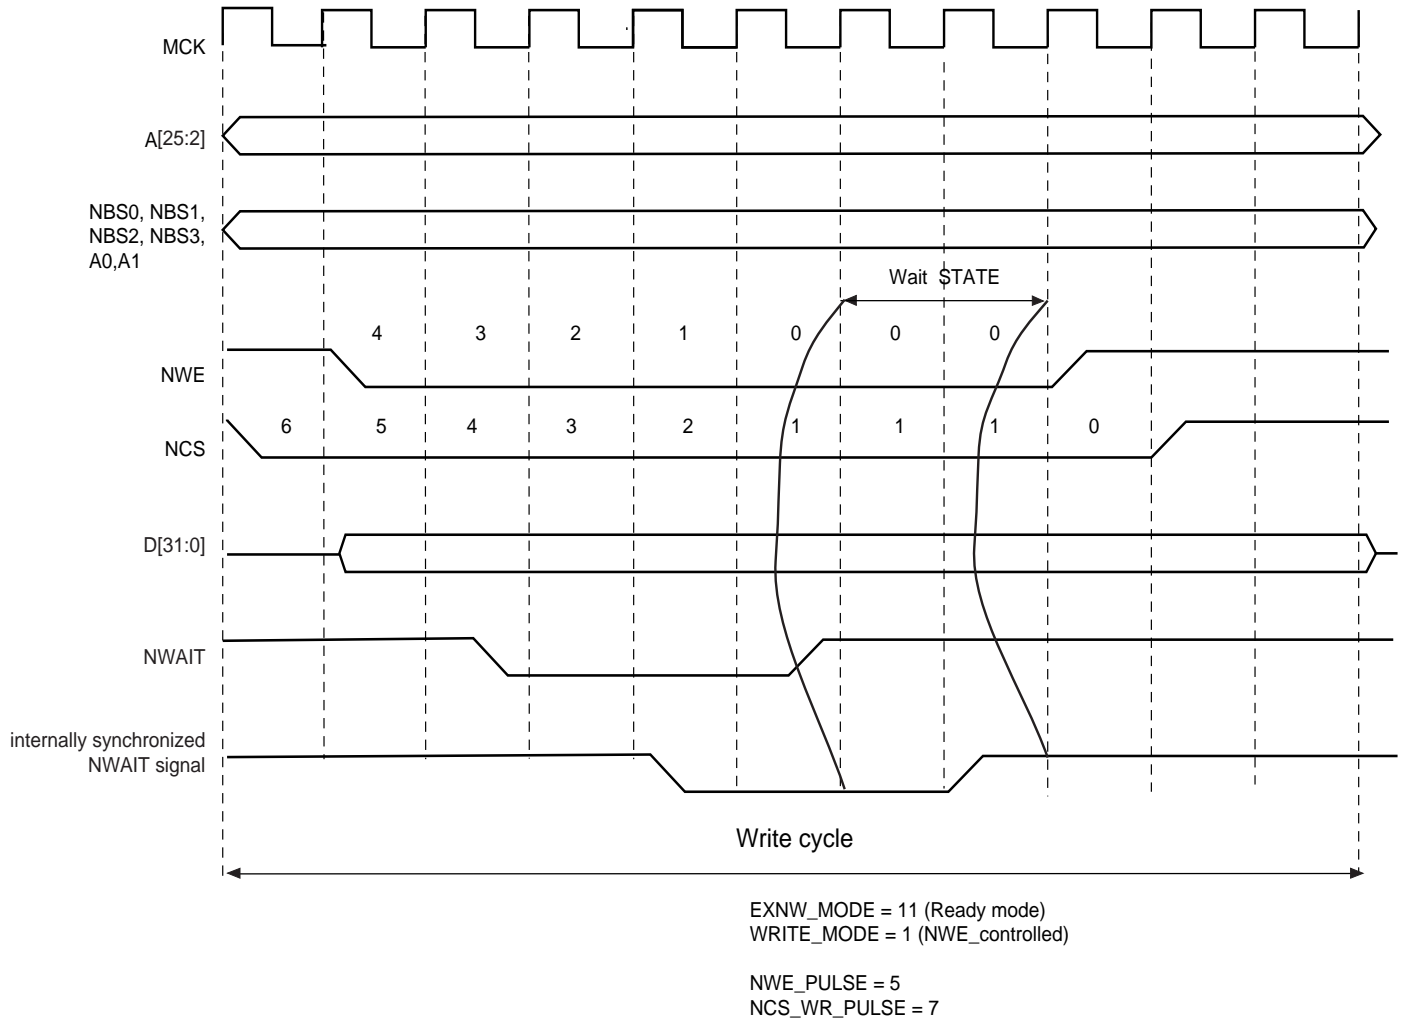 MCK
A[25:2]
NBS0, NBS1,
NBS2, NBS3,
A0,A1
Wait STATE
4 3 2 1 0 0 0
NWE
6 5 4 3 2 1 1 1 0
NCS
D[31:0]
NWAIT
internally synchronized
NWAIT signal
Write cycle
EXNW_MODE = 11 (Ready mode)
WRITE_MODE = 1 (NWE_controlled)
NWE_PULSE = 5
NCS_WR_PULSE = 7